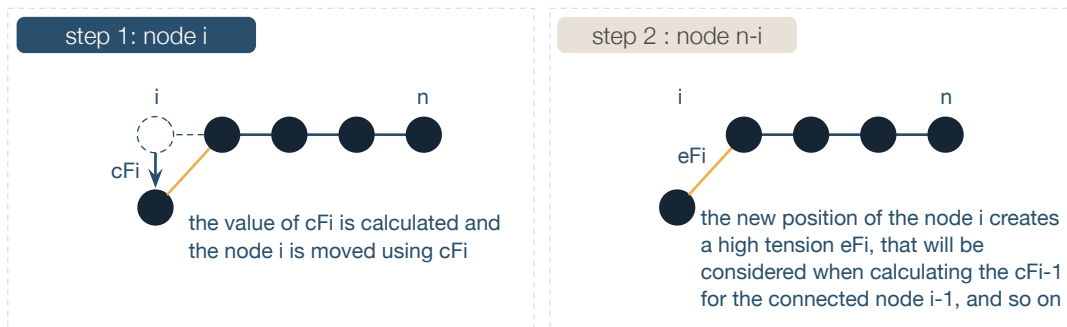 step 1: node i
i
n
cFi
the value of cFi is calculated and
the node i is moved using cFi
step 2 : node n-i
i
n
eFi
the new position of the node i creates
a high tension eFi, that will be
considered when calculating the cFi-1
for the connected node i-1, and so on